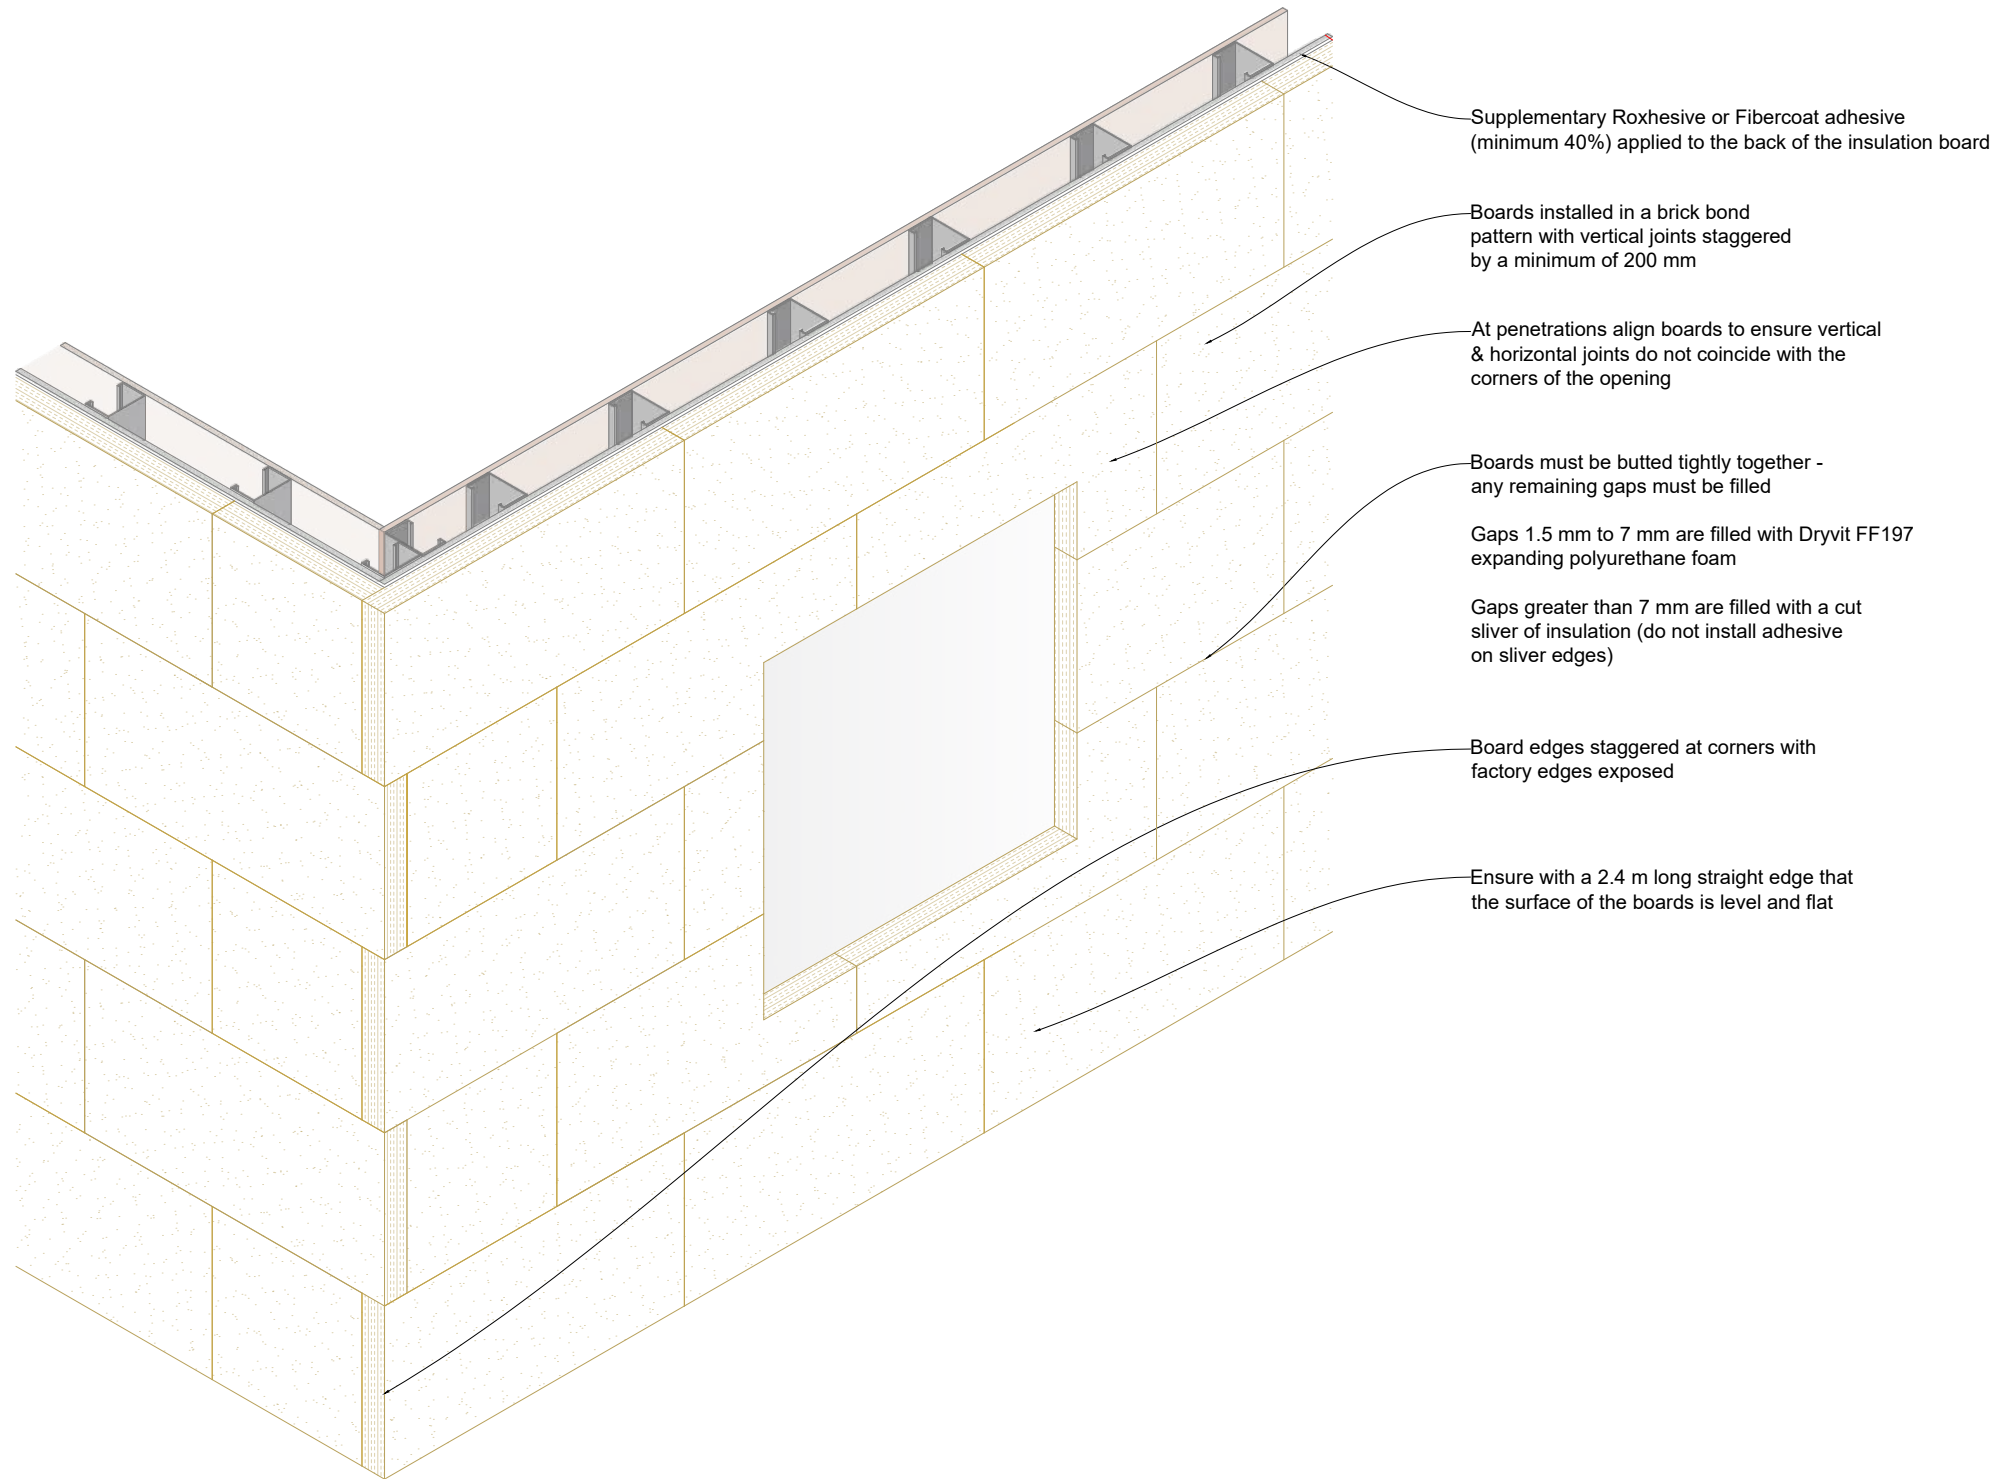 Supplementary Roxhesive or Fibercoat adhesive
(minimum 40%) applied to the back of the insulation board
Boards installed in a brick bond
pattern with vertical joints staggered
by a minimum of 200 mm
At penetrations align boards to ensure vertical
& horizontal joints do not coincide with the
corners of the opening
Boards must be butted tightly together -
any remaining gaps must be filled
Gaps 1.5 mm to 7 mm are filled with Dryvit FF197
expanding polyurethane foam
Gaps greater than 7 mm are filled with a cut
sliver of insulation (do not install adhesive
on sliver edges)
Board edges staggered at corners with
factory edges exposed
Ensure with a 2.4 m long straight edge that
the surface of the boards is level and flat